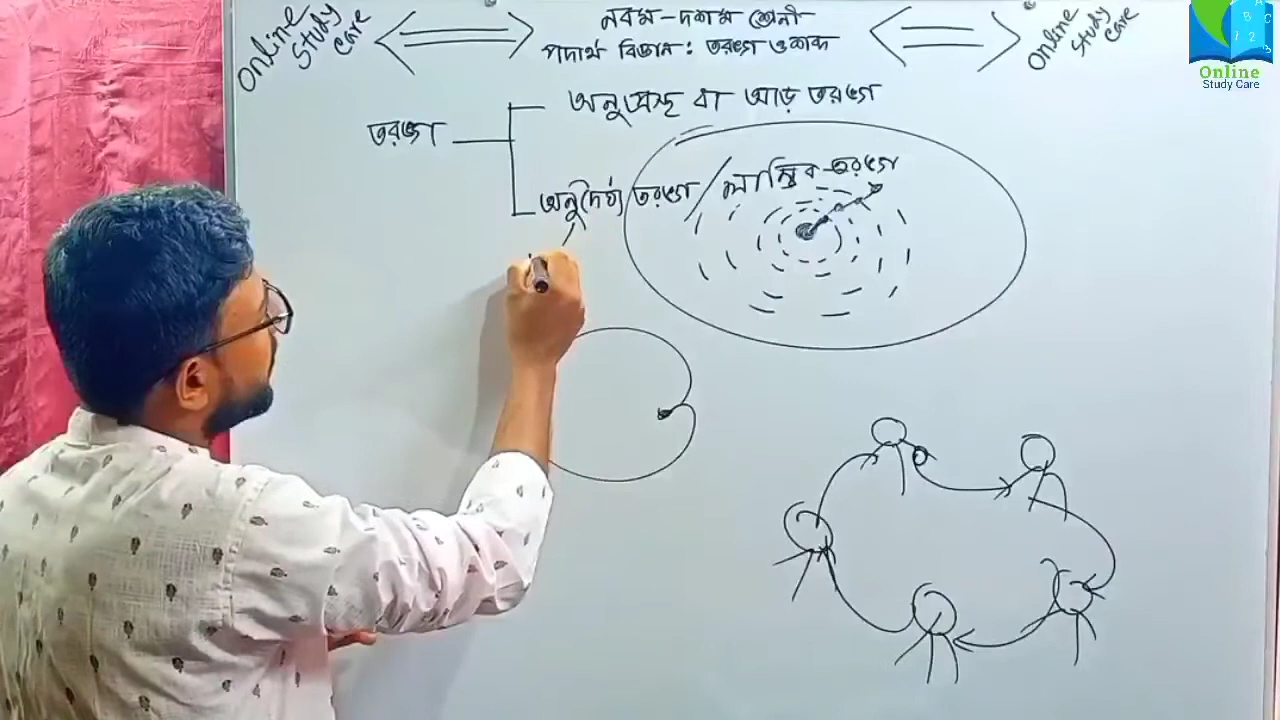 Online Study Care
নবম-দশম শ্রেনী
পদার্থ বিজ্ঞান: তরঙ্গ ও শব্দ
Online Study Care
Online
Study Care
অনুপ্রস্থ বা আড় তরঙ্গ
তরঙ্গ
অনুদৈর্ঘ্য তরঙ্গ / লাম্বিক তরঙ্গ